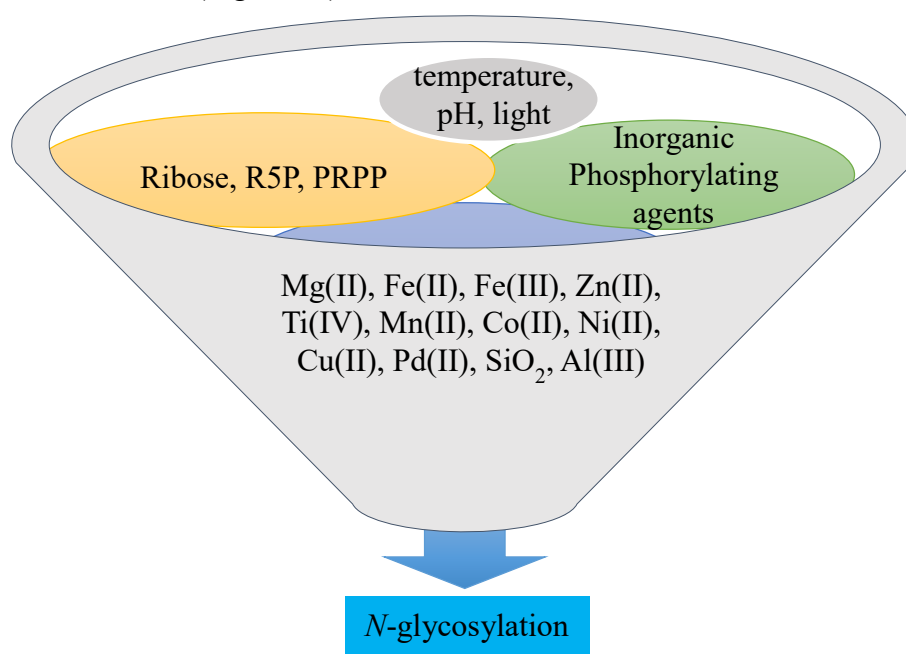 temperature,
pH, light
Ribose, R5P, PRPP
Inorganic
Phosphorylating
agents
Mg(II), Fe(II), Fe(III), Zn(II),
Ti(IV), Mn(II), Co(II), Ni(II),
Cu(II), Pd(II), SiO₂, Al(III)
N-glycosylation